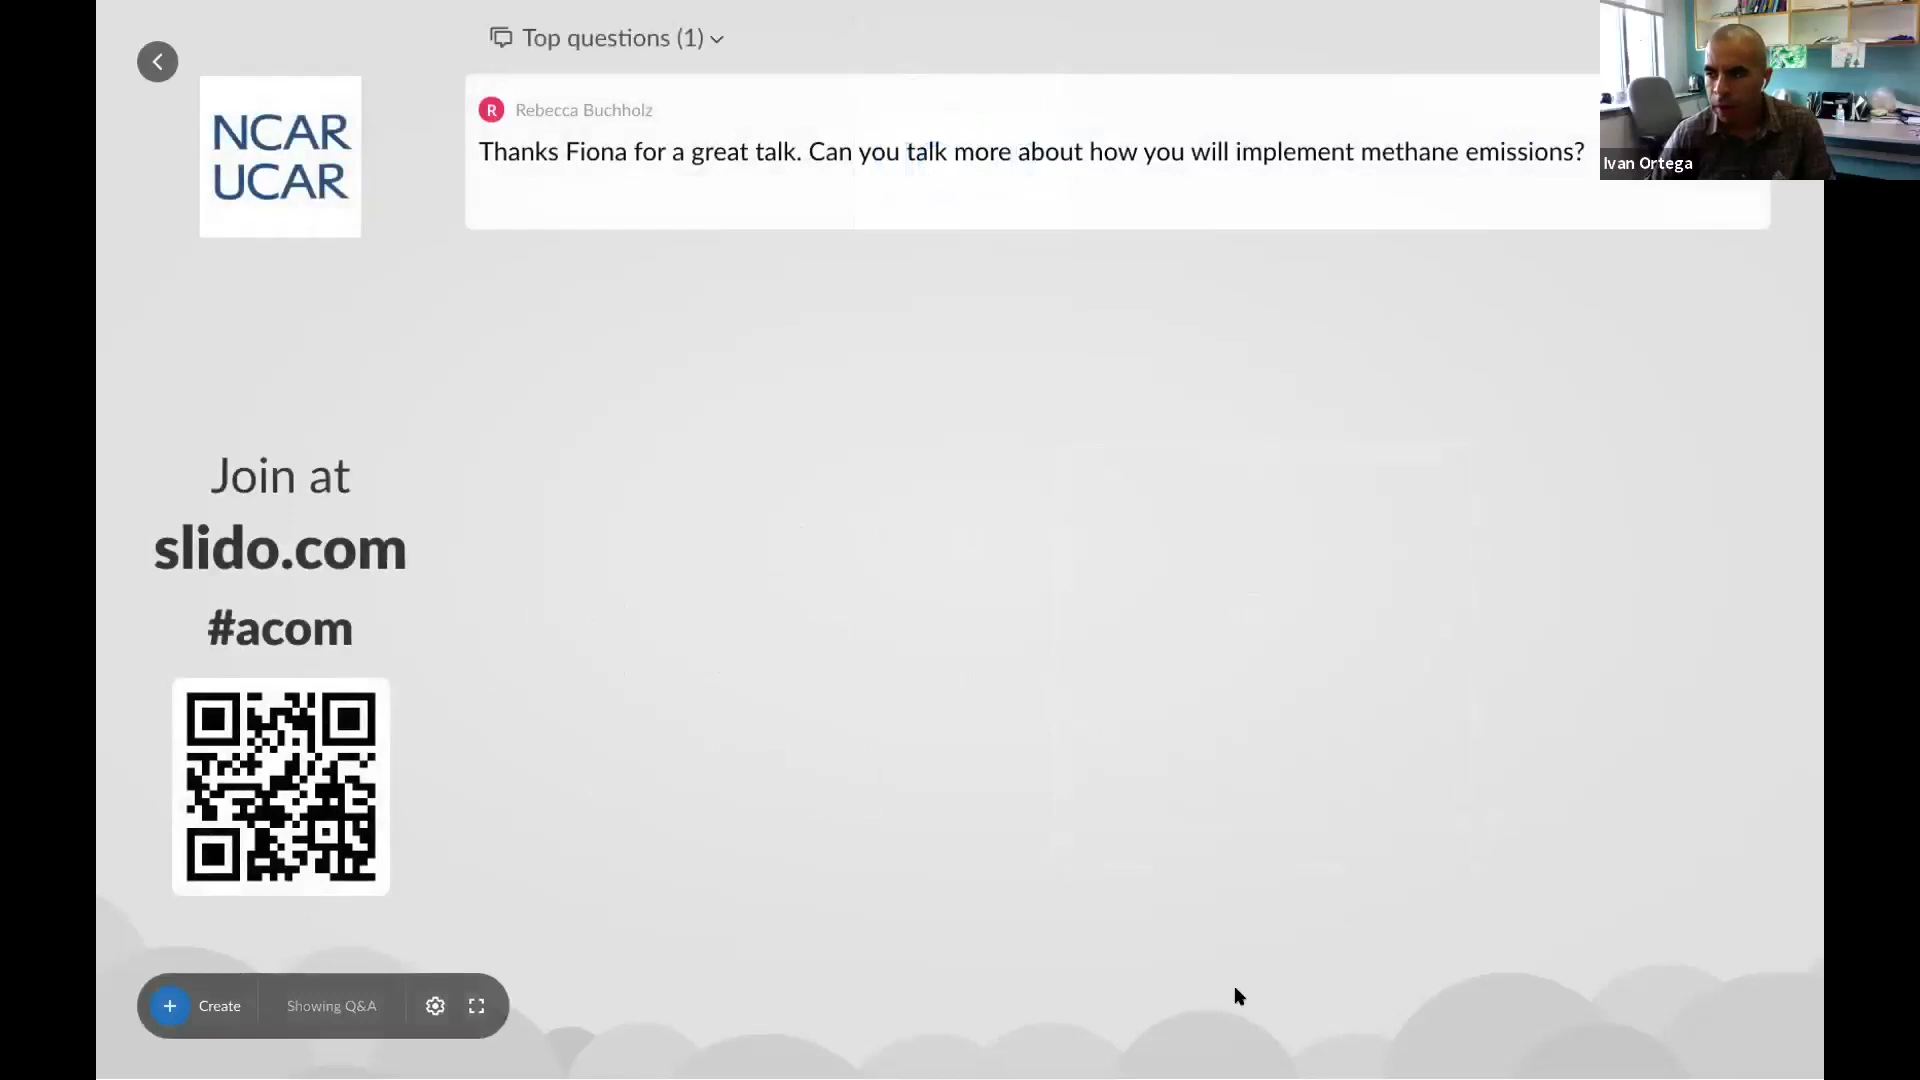 Top questions (1)
NCAR
UCAR
R Rebecca Buchholz
Thanks Fiona for a great talk. Can you talk more about how you will implement methane emissions?
Ivan Ortega
Join at
slido.com
#acom
+ Create Showing Q&A